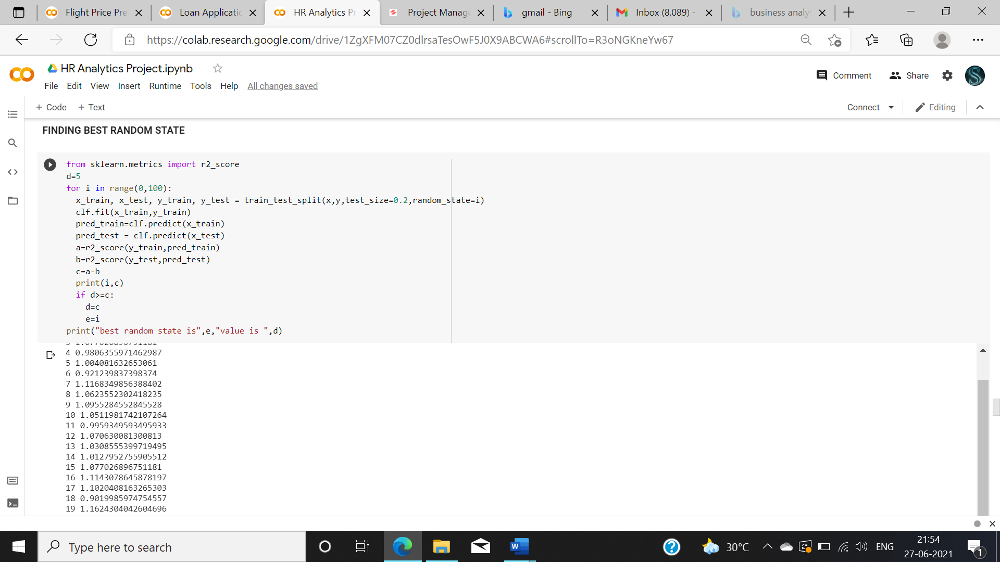 Flight Price Pre
Loan Applicatic
HR Analytics Pr
Project Manage
gmail - Bing
Inbox (8,089) -
business analyt
https://colab.research.google.com/drive/1ZgXFM07CZ0dlrsaTesOwF5J0X9ABCWA6#scrollTo=R3oNGKneYw67
HR Analytics Project.ipynb
Comment
Share
File Edit View Insert Runtime Tools Help All changes saved
+ Code + Text
Connect
Editing
FINDING BEST RANDOM STATE
from sklearn.metrics import r2_score
d=5
for i in range(0,100):
x_train, x_test, y_train, y_test = train_test_split(x,y,test_size=0.2,random_state=i)
clf.fit(x_train,y_train)
pred_train=clf.predict(x_train)
pred_test = clf.predict(x_test)
a=r2_score(y_train,pred_train)
b=r2_score(y_test,pred_test)
c=a-b
print(i,c)
if d>=c:
d=c
e=i
print("best random state is",e,"value is ",d)
4 0.9806355971462987
5 1.004081632653061
6 0.921239837398374
7 1.1168349856388402
8 1.0623552302418235
9 1.0955284552845528
10 1.0511981742107264
11 0.9959349593495933
12 1.070630081300813
13 1.0308555399719495
14 1.0127952755905512
15 1.077026896751181
16 1.1143078645878197
17 1.1020408163265303
18 0.9019985974754557
19 1.1624304042604696
Type here to search
30°C
ENG
21:54
27-06-2021
1